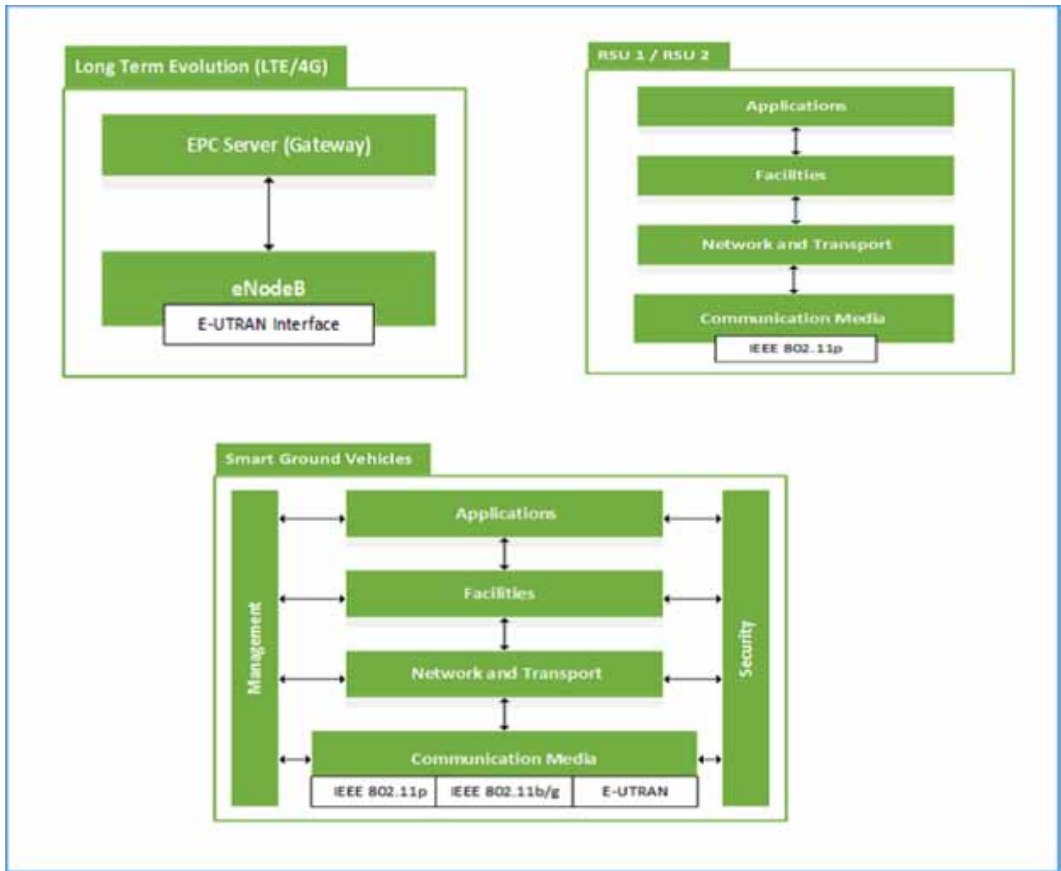 Long Term Evolution (LTE/4G)
EPC Server (Gateway)
eNodeB
E-UTRAN Interface
RSU 1 / RSU 2
Applications
Facilities
Network and Transport
Communication Media
IEEE 802.11p
Smart Ground Vehicles
Management
Applications
Facilities
Network and Transport
Communication Media
IEEE 802.11p
IEEE 802.11b/g
E-UTRAN
Security